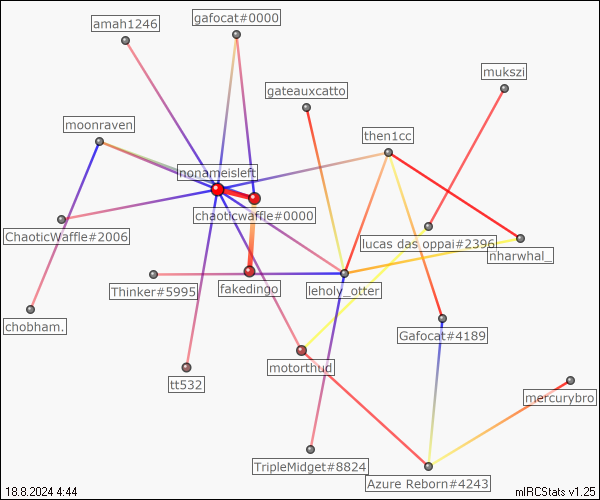 gafocat#0000
amah1246
mukszi
gateauxcatto
moonraven
then1cc
nonameisleft
chaoticwaffle#0000
ChaoticWaffle#2006
lucas das oppai#2396
nharwhal_
Thinker#5995
fakedingo
leholy_otter
chobham.
Gafocat#4189
motorthud
tt532
mercurybro
TripleMidget#8824
Azure Reborn#4243
18.8.2024 4:44
mIRCStats v1.25